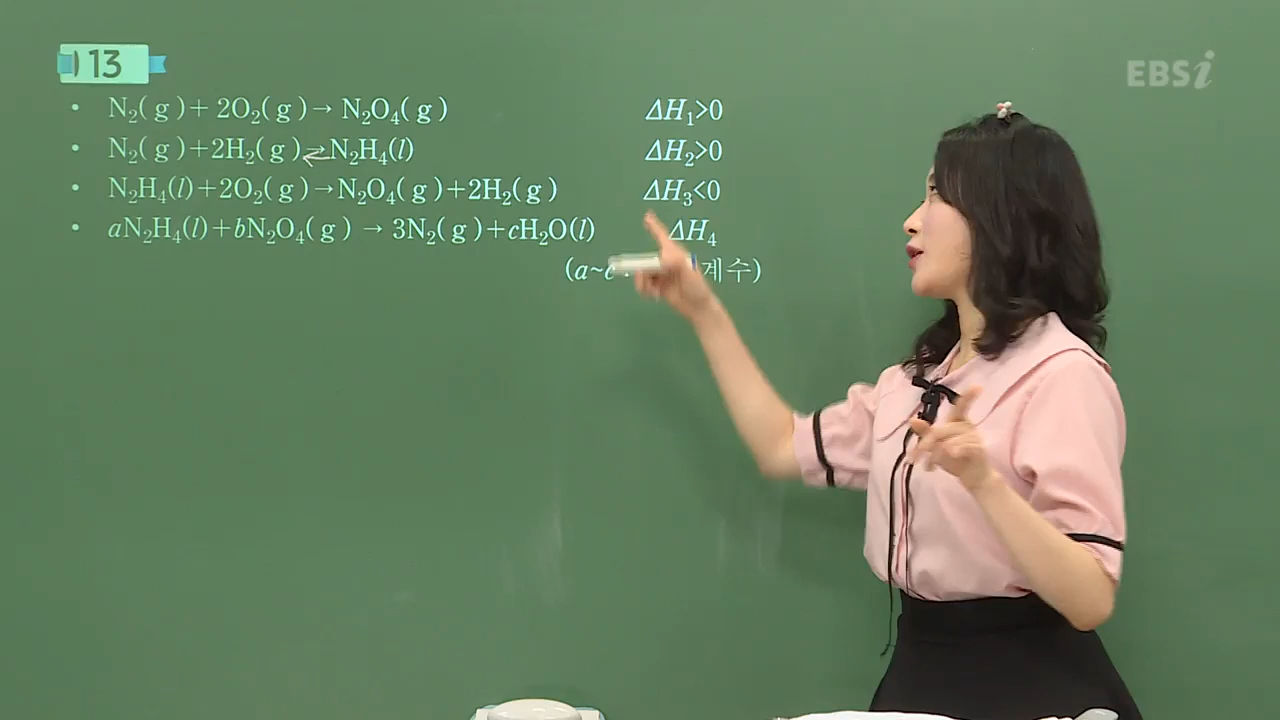 13
EBSi
• N₂(g)+2O₂(g)→N₂O₄(g) ΔH₁>0
• N₂(g)+2H₂(g)→N₂H₄(l) ΔH₂>0
• N₂H₄(l)+2O₂(g)→N₂O₄(g)+2H₂(g) ΔH₃<0
• aN₂H₄(l)+bN₂O₄(g) → 3N₂(g)+cH₂O(l) ΔH₄
(a~c 계수)